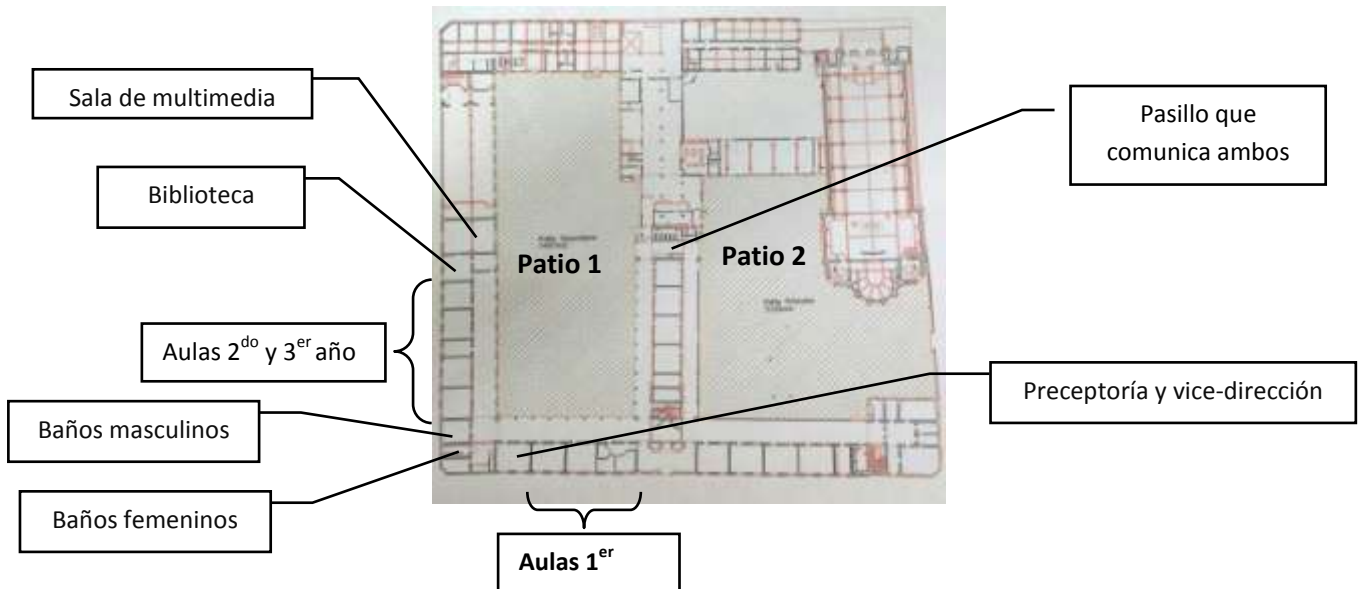 Sala de multimedia
Biblioteca
Aulas 2do y 3er año
Baños masculinos
Baños femeninos
Aulas 1er
Patio 1
Patio 2
Pasillo que
comunica ambos
Preceptoría y vice-dirección